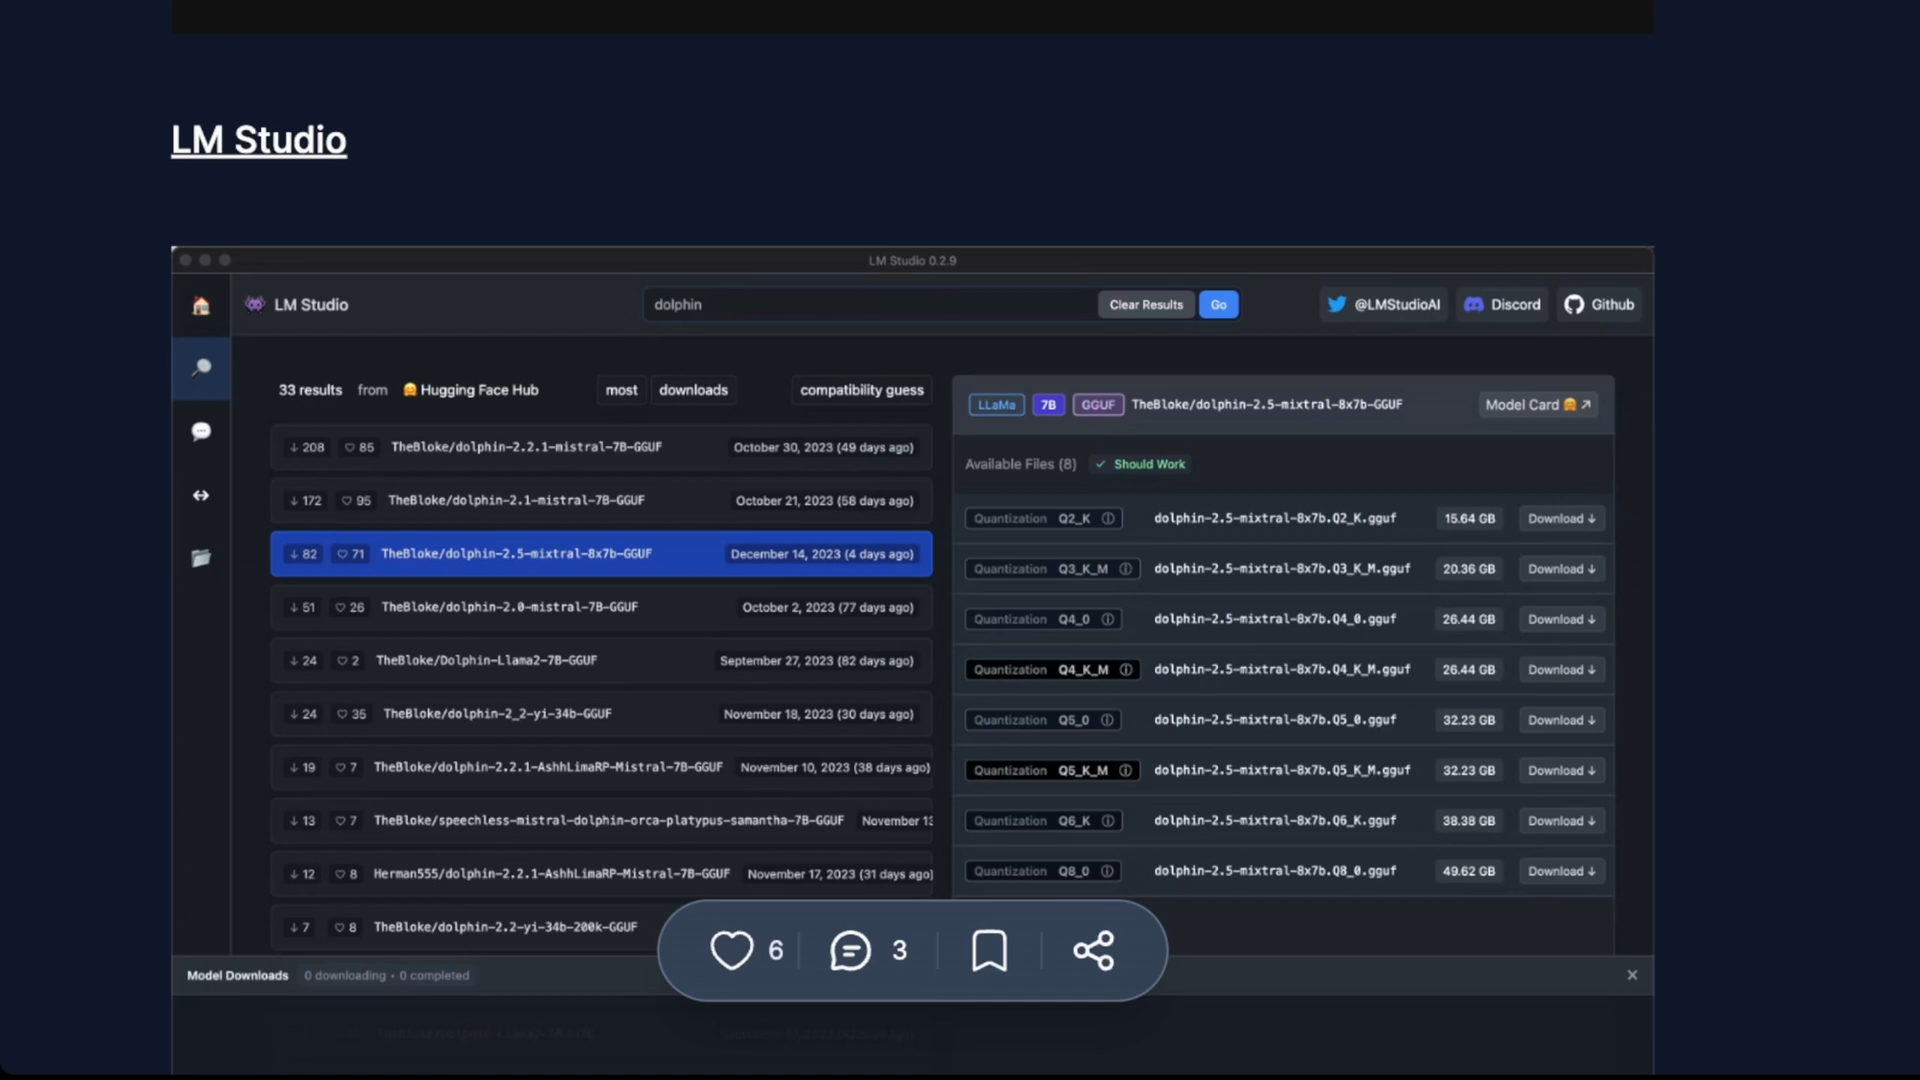 LM Studio
LM Studio 0.2.9
LM Studio
dolphin
Clear Results
Go
@LMStudioAI
Discord
Github
33 results from Hugging Face Hub
most downloads
compatibility guess
208 85 TheBloke/dolphin-2.2.1-mistral-7B-GGUF October 30, 2023 (49 days ago)
172 95 TheBloke/dolphin-2.1-mistral-7B-GGUF October 21, 2023 (58 days ago)
82 71 TheBloke/dolphin-2.5-mixtral-8x7b-GGUF December 14, 2023 (4 days ago)
51 26 TheBloke/dolphin-2.0-mistral-7B-GGUF October 2, 2023 (77 days ago)
24 2 TheBloke/Dolphin-Llama2-7B-GGUF September 27, 2023 (82 days ago)
24 35 TheBloke/dolphin-2_2-yi-34b-GGUF November 18, 2023 (30 days ago)
19 7 TheBloke/dolphin-2.2.1-AshhLimaRP-Mistral-7B-GGUF November 10, 2023 (38 days ago)
13 7 TheBloke/speechless-mistral-dolphin-orca-platypus-samantha-7B-GGUF November 13
12 8 Herman555/dolphin-2.2.1-AshhLimaRP-Mistral-7B-GGUF November 17, 2023 (31 days ago)
7 8 TheBloke/dolphin-2.2-yi-34b-200k-GGUF
LLaMa 7B GGUF TheBloke/dolphin-2.5-mixtral-8x7b-GGUF Model Card ↗
Available Files (8) ✓ Should Work
Quantization Q2_K dolphin-2.5-mixtral-8x7b.Q2_K.gguf 15.64 GB Download ↓
Quantization Q3_K_M dolphin-2.5-mixtral-8x7b.Q3_K_M.gguf 20.36 GB Download ↓
Quantization Q4_0 dolphin-2.5-mixtral-8x7b.Q4_0.gguf 26.44 GB Download ↓
Quantization Q4_K_M dolphin-2.5-mixtral-8x7b.Q4_K_M.gguf 26.44 GB Download ↓
Quantization Q5_0 dolphin-2.5-mixtral-8x7b.Q5_0.gguf 32.23 GB Download ↓
Quantization Q5_K_M dolphin-2.5-mixtral-8x7b.Q5_K_M.gguf 32.23 GB Download ↓
Quantization Q6_K dolphin-2.5-mixtral-8x7b.Q6_K.gguf 38.38 GB Download ↓
Quantization Q8_0 dolphin-2.5-mixtral-8x7b.Q8_0.gguf 49.62 GB Download ↓
6 3
Model Downloads 0 downloading • 0 completed